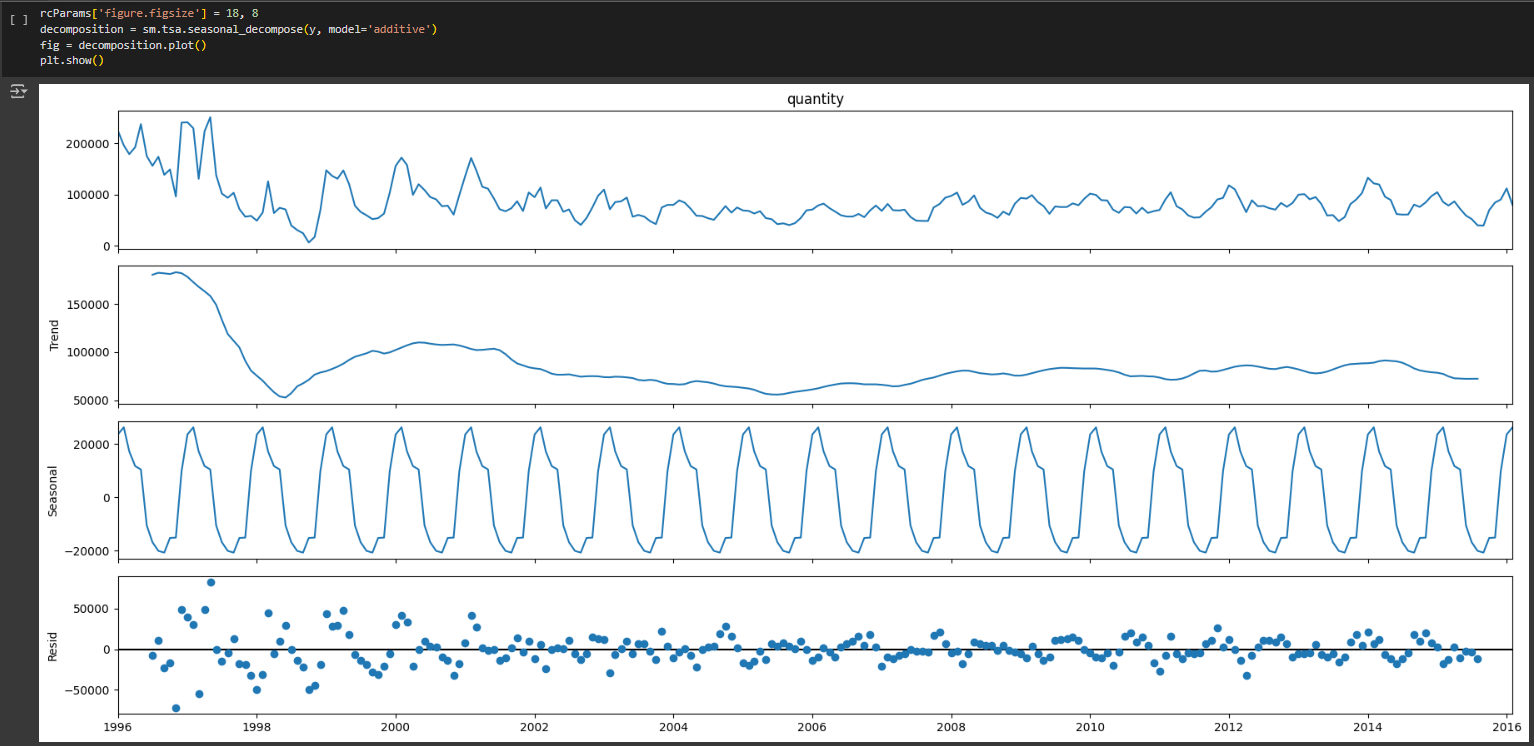 [ ]
rcParams['figure.figsize'] = 18, 8
decomposition = sm.tsa.seasonal_decompose(y, model='additive')
fig = decomposition.plot()
plt.show()
quantity
200000
100000
0
Trend
150000
100000
50000
Seasonal
20000
0
−20000
Resid
50000
0
−50000
1996 1998 2000 2002 2004 2006 2008 2010 2012 2014 2016